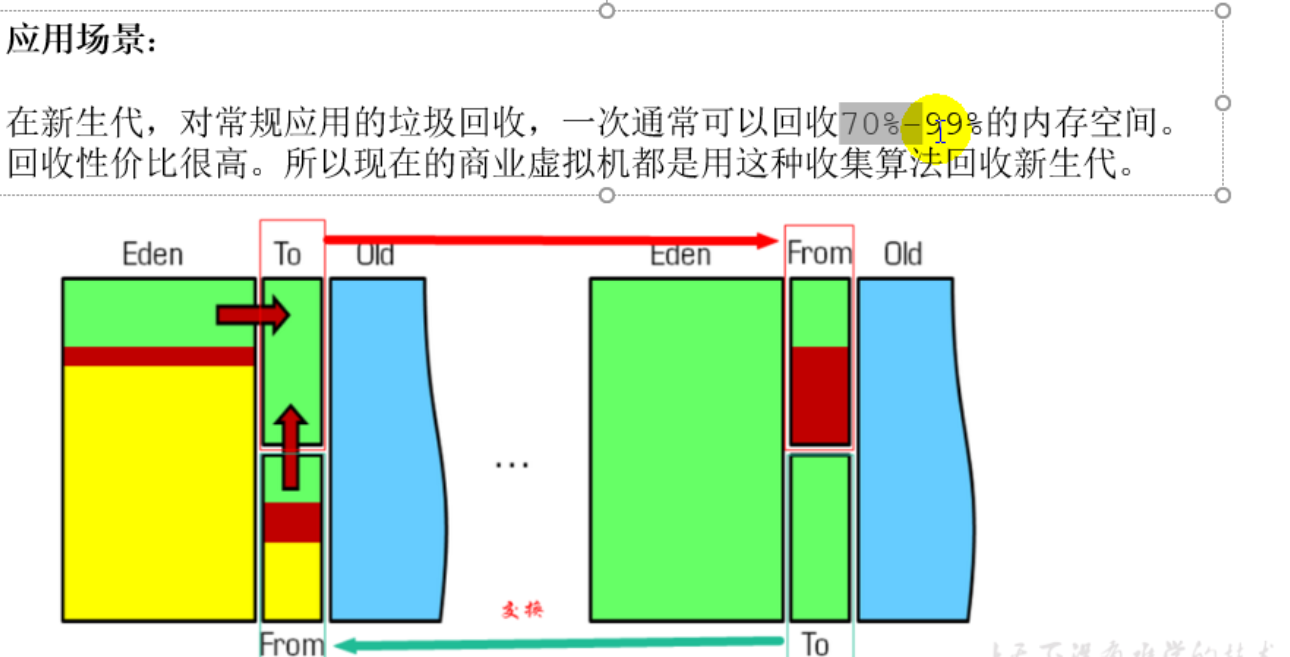 应用场景：
在新生代，对常规应用的垃圾回收，一次通常可以回收70%-99%的内存空间。
回收性价比很高。所以现在的商业虚拟机都是用这种收集算法回收新生代。
Eden To Old Eden From Old
...
交换
From To